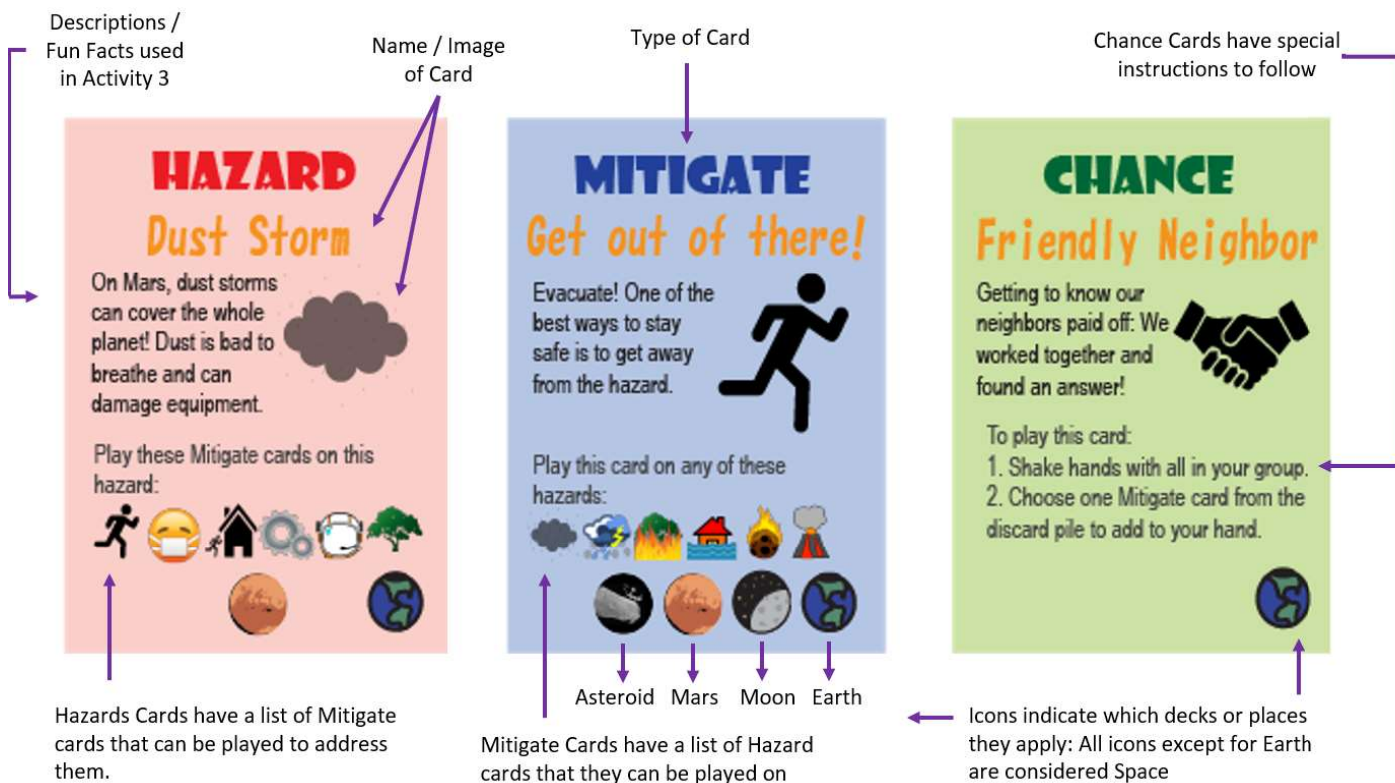 Descriptions /
Fun Facts used
in Activity 3
Name / Image
of Card
Type of Card
Chance Cards have special
instructions to follow
HAZARD
Dust Storm
On Mars, dust storms
can cover the whole
planet! Dust is bad to
breathe and can
damage equipment.
Play these Mitigate cards on this
hazard:
MITIGATE
Get out of there!
Evacuate! One of the
best ways to stay
safe is to get away
from the hazard.
Play this card on any of these
hazards:
CHANCE
Friendly Neighbor
Getting to know our
neighbors paid off: We
worked together and
found an answer!
To play this card:
1. Shake hands with all in your group.
2. Choose one Mitigate card from the
discard pile to add to your hand.
Asteroid Mars Moon Earth
Hazards Cards have a list of Mitigate
cards that can be played to address
them.
Mitigate Cards have a list of Hazard
cards that they can be played on
Icons indicate which decks or places
they apply: All icons except for Earth
are considered Space